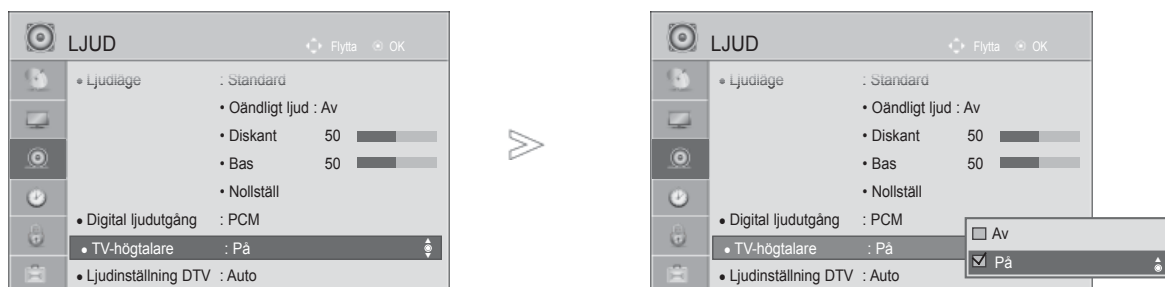 LJUD Flytta OK
• Ljudläge : Standard
• Oändligt ljud : Av
• Diskant 50
• Bas 50
• Nollställ
• Digital ljudutgång : PCM
• TV-högtalare : På
• Ljudinställning DTV : Auto
LJUD Flytta OK
• Ljudläge : Standard
• Oändligt ljud : Av
• Diskant 50
• Bas 50
• Nollställ
• Digital ljudutgång : PCM
• TV-högtalare : På
• Ljudinställning DTV : Auto
Av
På